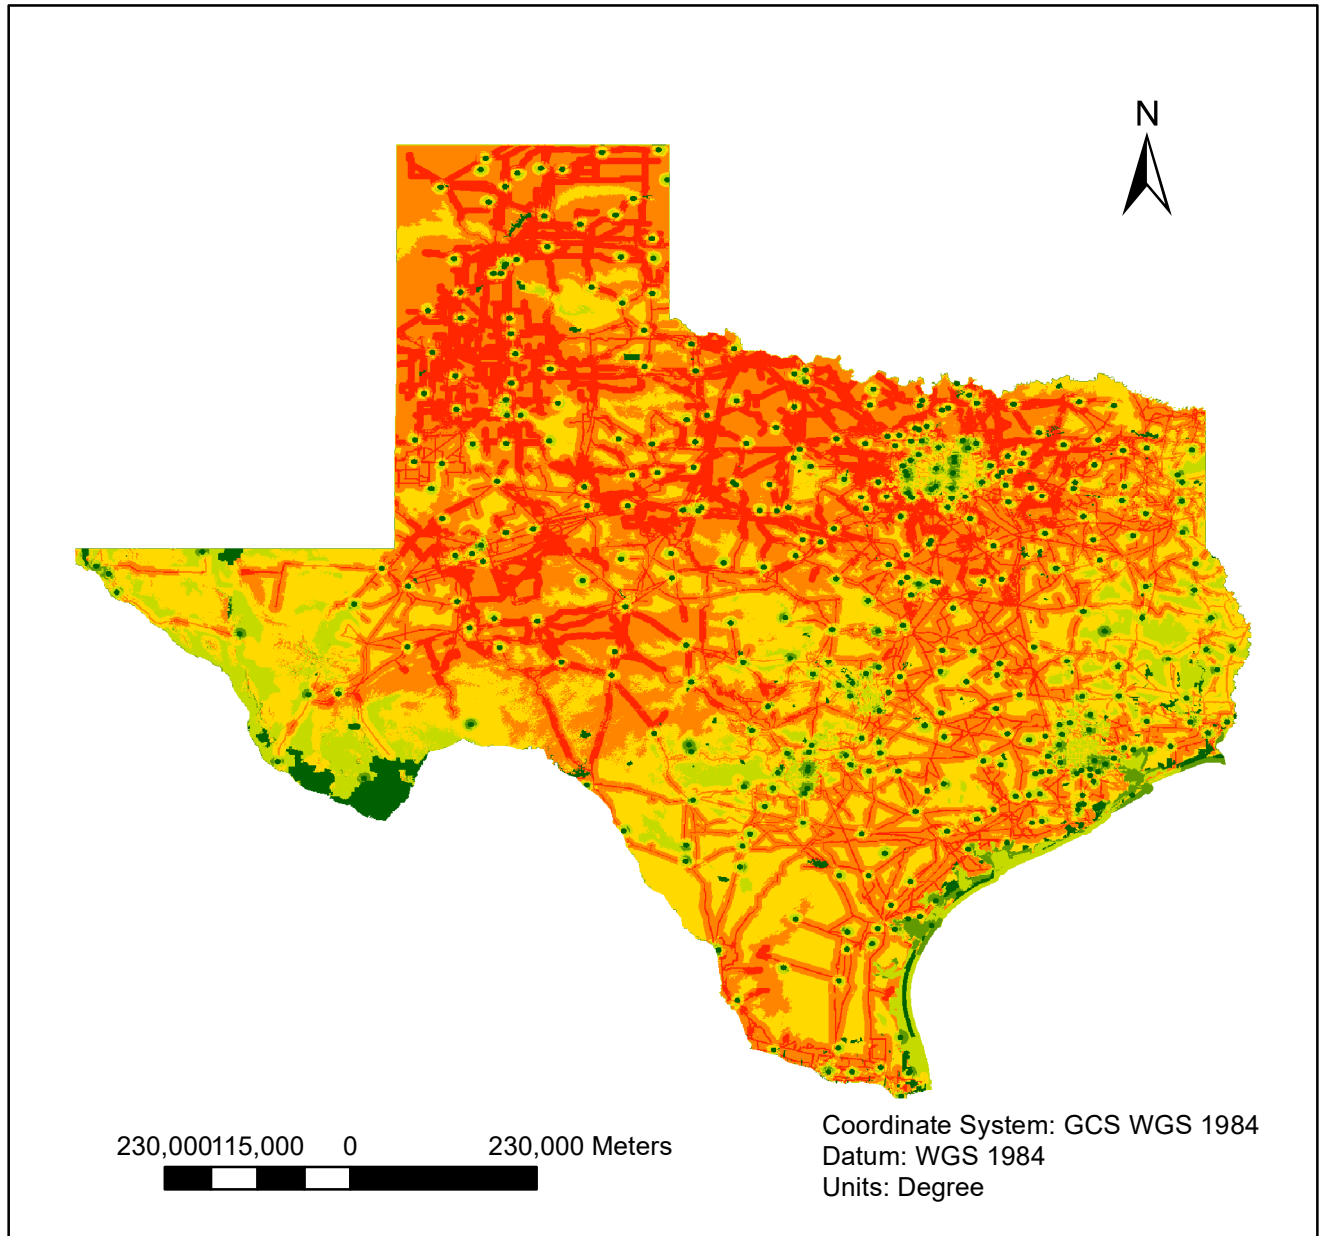 N
230,000115,000 0 230,000 Meters
Coordinate System: GCS WGS 1984
Datum: WGS 1984
Units: Degree